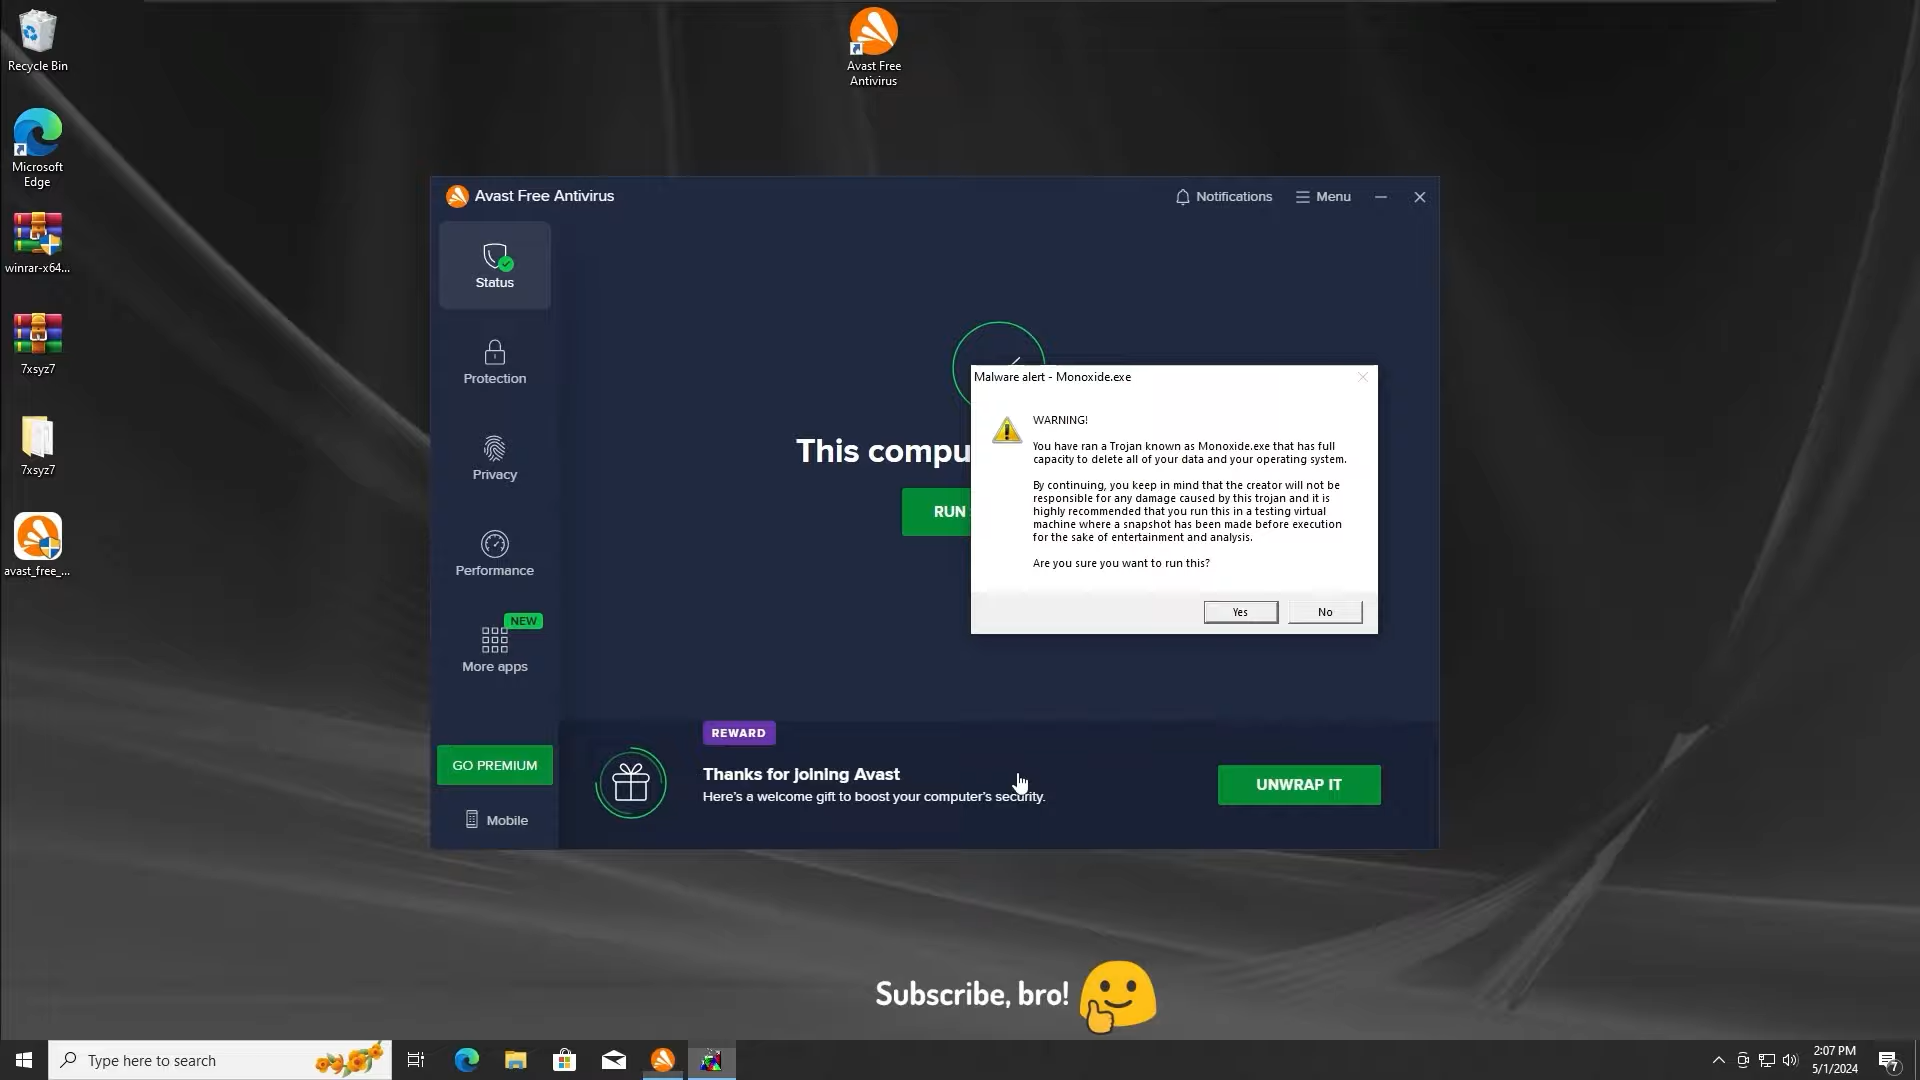 Recycle Bin
Microsoft
Edge
winrar-x64...
7xsyz7
7xsyz7
avast_free_...
Avast Free
Antivirus
Avast Free Antivirus
Notifications
Menu
Status
Protection
Privacy
Performance
NEW
More apps
GO PREMIUM
Mobile
This compu
RUN
Malware alert - Monoxide.exe
WARNING!
You have ran a Trojan known as Monoxide.exe that has full
capacity to delete all of your data and your operating system.
By continuing, you keep in mind that the creator will not be
responsible for any damage caused by this trojan and it is
highly recommended that you run this in a testing virtual
machine where a snapshot has been made before execution
for the sake of entertainment and analysis.
Are you sure you want to run this?
Yes
No
REWARD
Thanks for joining Avast
Here's a welcome gift to boost your computer's security.
UNWRAP IT
Subscribe, bro!
Type here to search
2:07 PM
5/1/2024
7